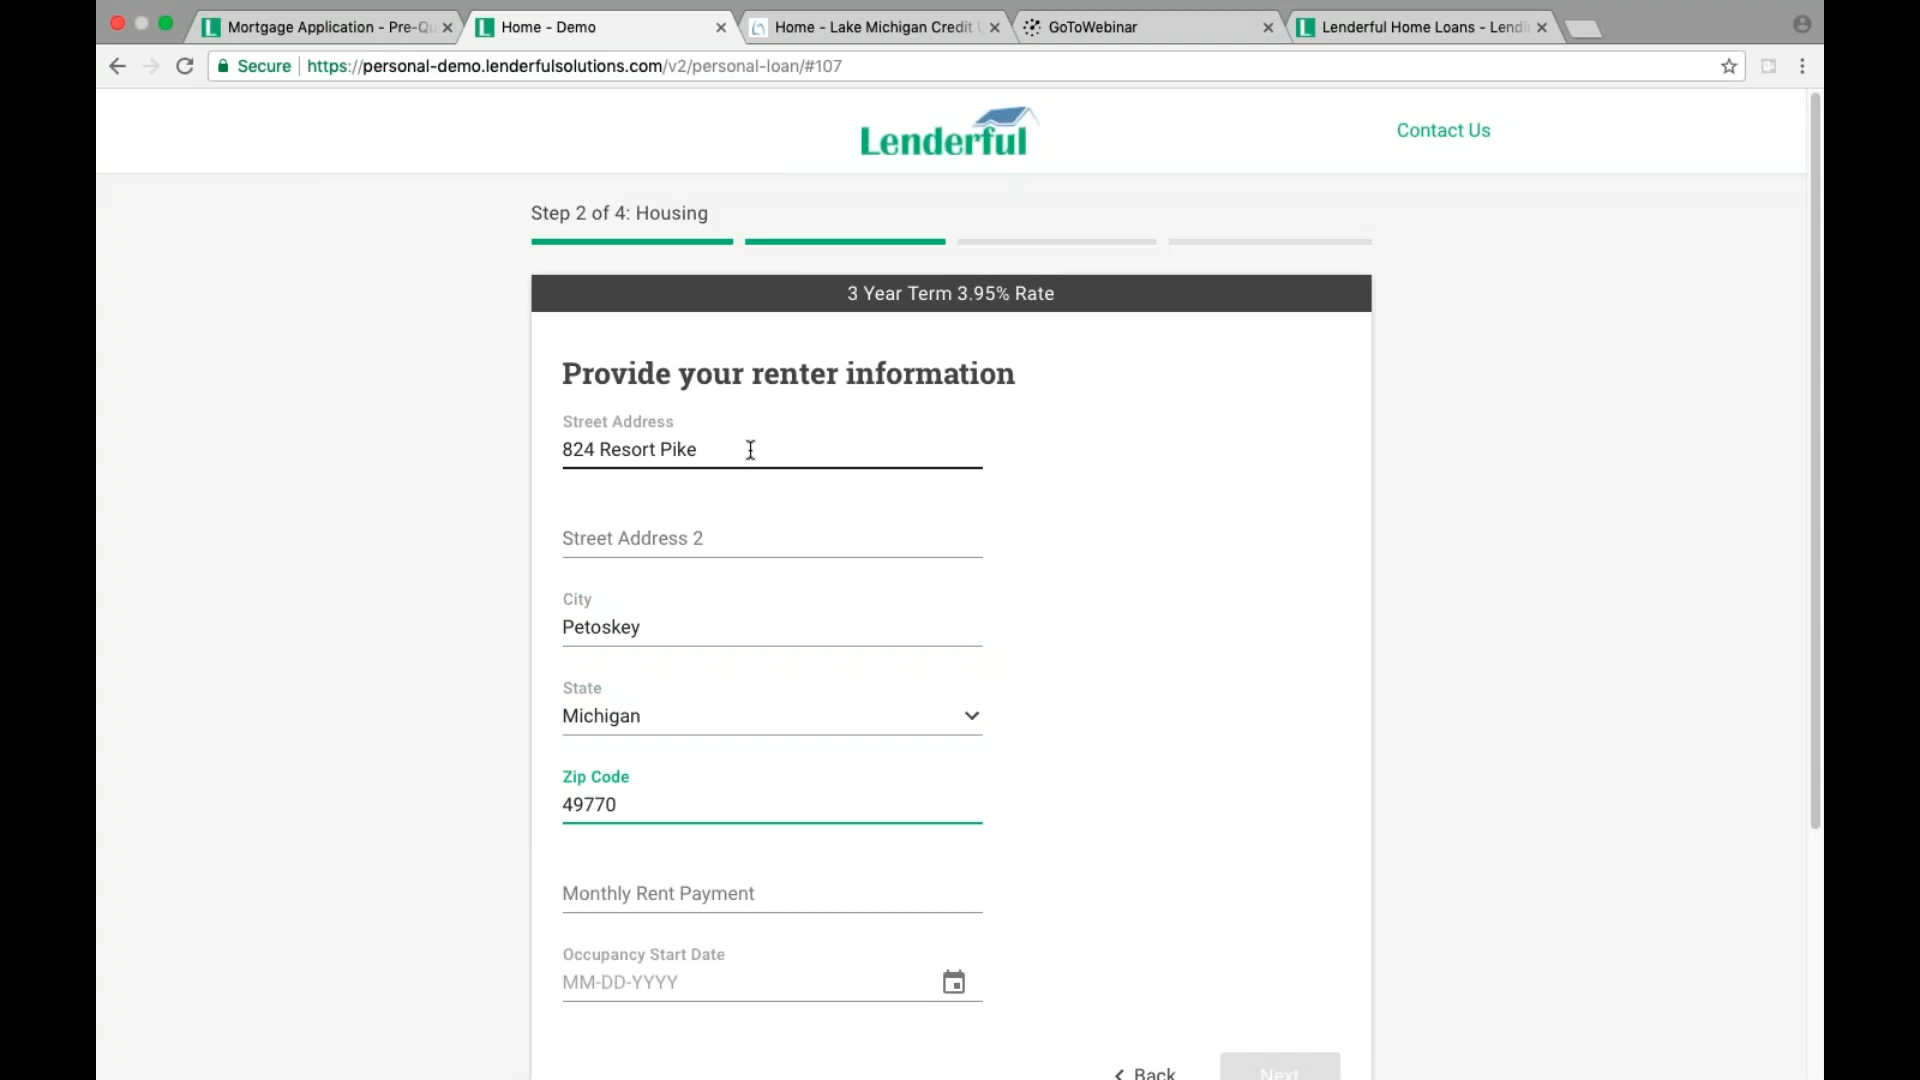 Mortgage Application - Pre-Qu
Home - Demo
Home - Lake Michigan Credit U
GoToWebinar
Lenderful Home Loans - Lendin
Secure
https://personal-demo.lenderfulsolutions.com/v2/personal-loan/#107
Lenderful
Contact Us
Step 2 of 4: Housing
3 Year Term 3.95% Rate
Provide your renter information
Street Address
824 Resort Pike
Street Address 2
City
Petoskey
State
Michigan
Zip Code
49770
Monthly Rent Payment
Occupancy Start Date
MM-DD-YYYY
Back
Next